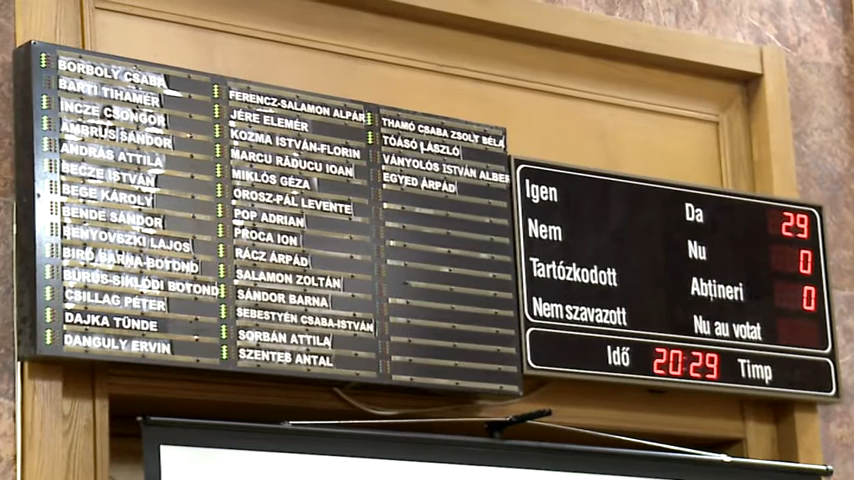 BORBOLY CSABA
BARTI TIHAMÉR
INCZE CSONGOR
AMBRUS SÁNDOR
ANDRÁS ATTILA
BECZE ISTVÁN
BEGE KÁROLY
BENDE SÁNDOR
BENYOVSZKI LAJOS
BIRÓ BARNA-BOTOND
BURUS-SIKLÓDI BOTOND
CSILLAG PÉTER
DAJKA TÜNDE
DANGULY ERVIN
FERENCZ-SALAMON ALPÁR
JÉRE ELEMÉR
KOZMA ISTVÁN-FLORIN
MARCU RĂDUCU IOAN
MIKLÓS GÉZA
OROSZ-PÁL LEVENTE
POP ADRIAN
PROCA ION
RÁCZ ÁRPÁD
SALAMON ZOLTÁN
SÁNDOR BARNA
SEBESTYÉN CSABA-ISTVÁN
SORBÁN ATTILA
SZENTES ANTAL
THAMÓ CSABA ZSOLT BÉLA
TÓÁSÓ LÁSZLÓ
VÁNYOLÓS ISTVÁN ALBER
EGYED ÁRPÁD
Igen Da 29
Nem Nu 0
Tartózkodott Abțineri 0
Nem szavazott Nu au votat
Idő 20:29 Timp